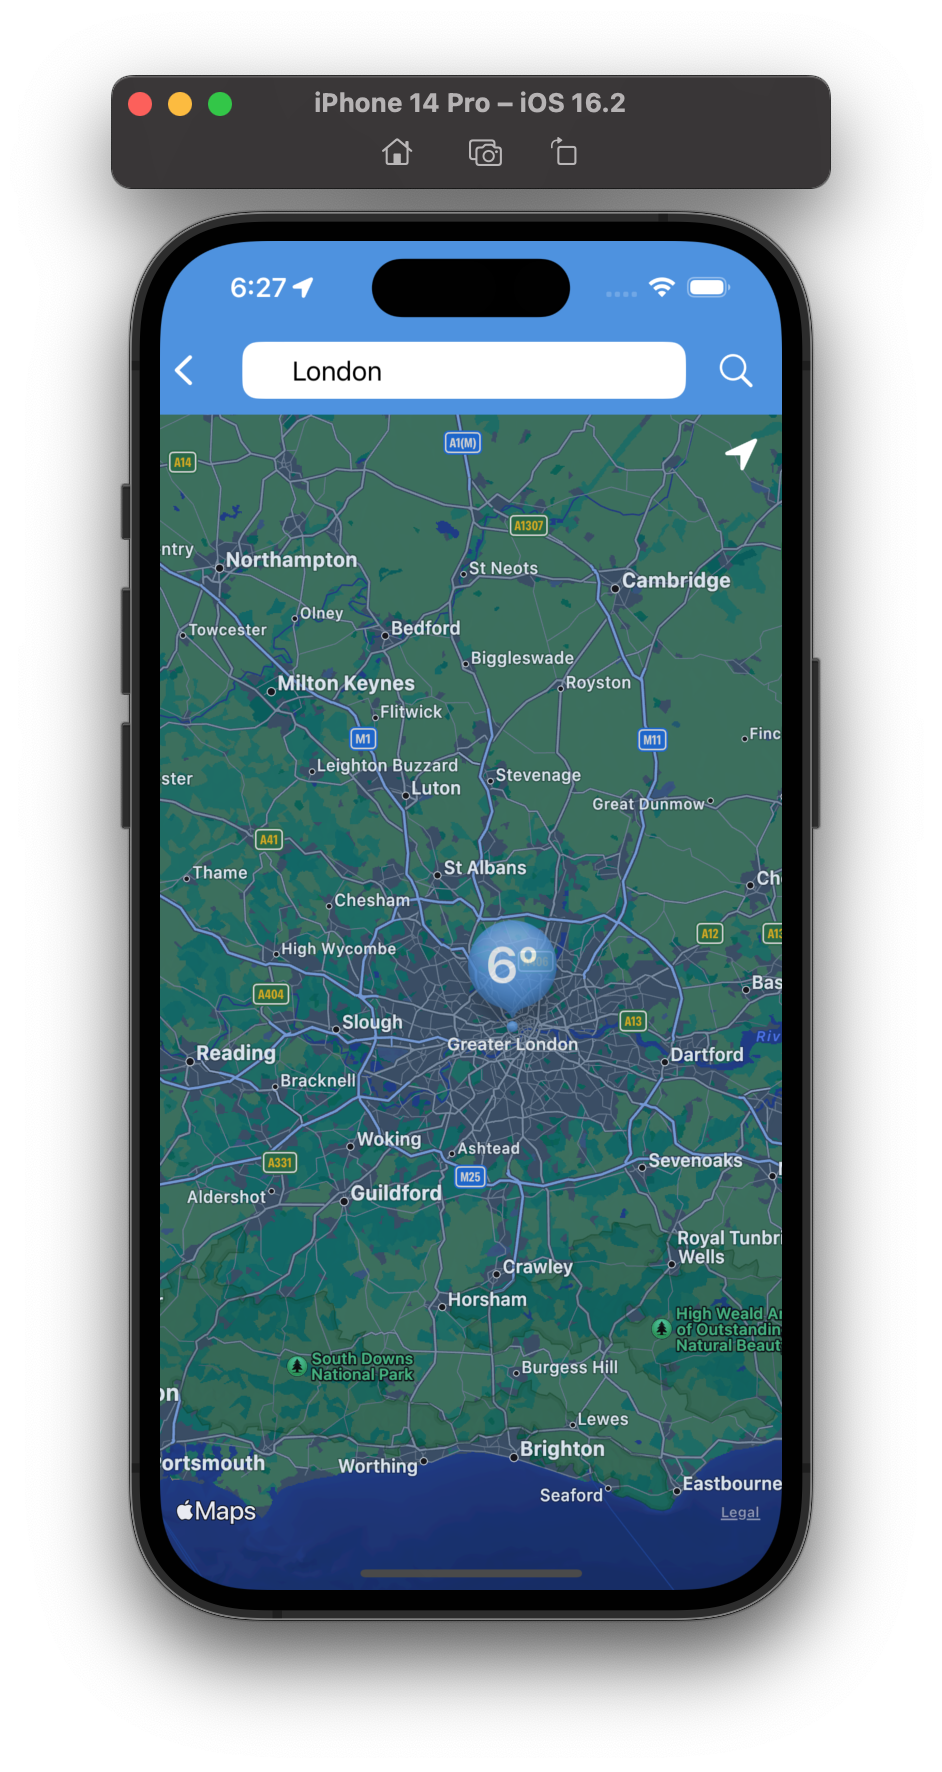 iPhone 14 Pro – iOS 16.2
6:27
London
A1(M)
A14
A1307
ntry
Northampton
St Neots
Cambridge
Olney
Towcester
Bedford
Biggleswade
Milton Keynes
Royston
Flitwick
M1
M11
Finc
Leighton Buzzard
ster
Stevenage
Luton
Great Dunmow
A41
St Albans
Thame
Ch
Chesham
A12
A13
High Wycombe
6°
Bas
A404
Slough
A13
Riv
Greater London
Reading
Dartford
Bracknell
Woking
Ashtead
A331
Sevenoaks
M25
Aldershot
Guildford
Royal Tunbri
Wells
Crawley
Horsham
High Weald Ar
of Outstandin
Natural Beaut
South Downs
National Park
Burgess Hill
on
Lewes
Brighton
ortsmouth
Worthing
Eastbourne
Seaford
Maps
Legal